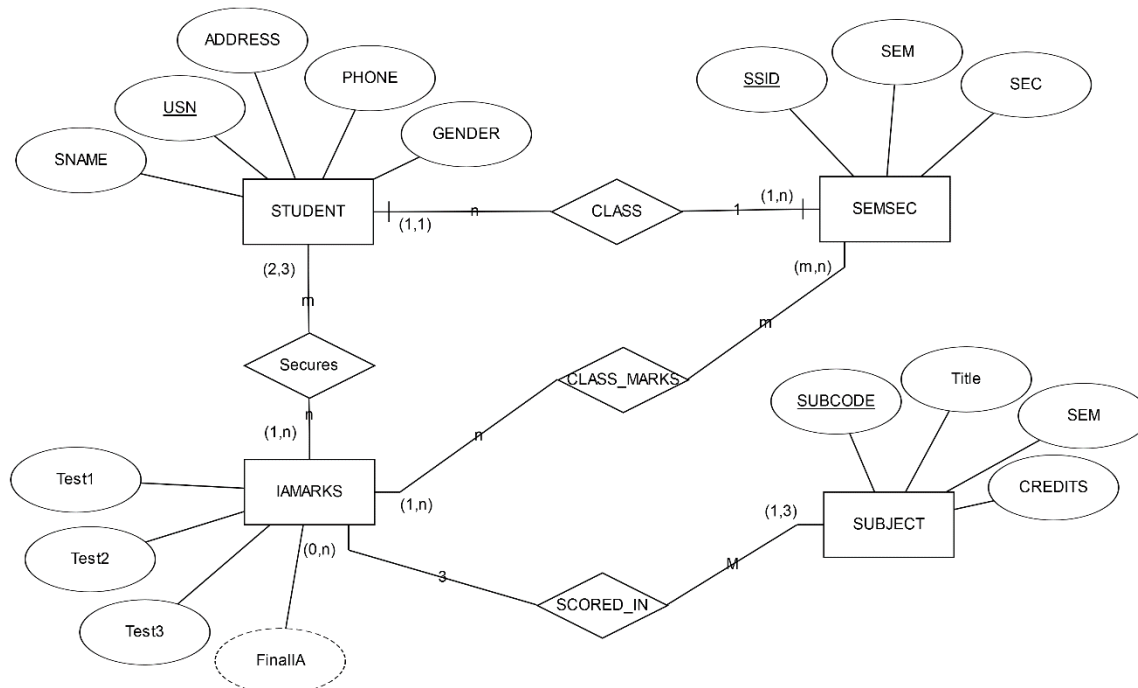 ADDRESS
PHONE
USN
GENDER
SNAME
SEM
SSID
SEC
STUDENT
n
CLASS
1
(1,n)
SEMSEC
(1,1)
(2,3)
(m,n)
m
m
Secures
CLASS_MARKS
n
n
(1,n)
Title
SUBCODE
SEM
CREDITS
Test1
IAMARKS
(1,n)
(1,3)
SUBJECT
Test2
(0,n)
3
M
SCORED_IN
Test3
FinalIA